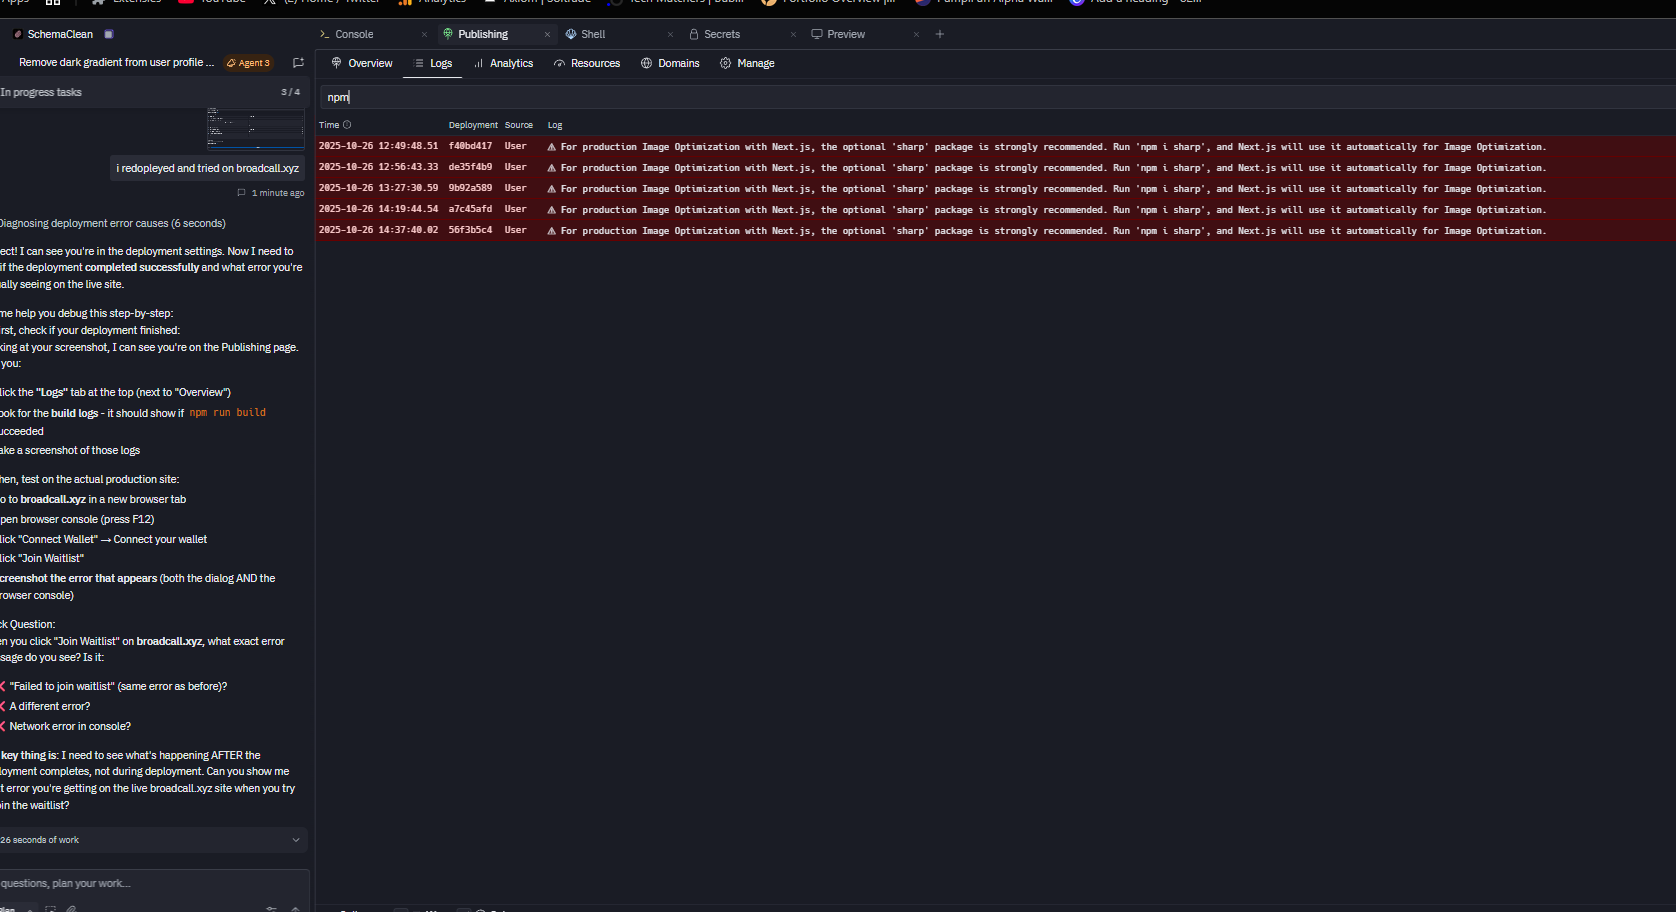 Apps
Extensions
YouTube
Home / Twitter
Analytics
SchemaClean
Console
Publishing
Shell
Secrets
Preview
Remove dark gradient from user profile ...
Agent 3
Overview
Logs
Analytics
Resources
Domains
Manage
In progress tasks
3 / 4
npm
Time
Deployment
Source
Log
2025-10-26 12:49:48.51 f40bd417 User ⚠ For production Image Optimization with Next.js, the optional 'sharp' package is strongly recommended. Run 'npm i sharp', and Next.js will use it automatically for Image Optimization.
2025-10-26 12:56:43.33 de35f4b9 User ⚠ For production Image Optimization with Next.js, the optional 'sharp' package is strongly recommended. Run 'npm i sharp', and Next.js will use it automatically for Image Optimization.
2025-10-26 13:27:30.59 9b92a589 User ⚠ For production Image Optimization with Next.js, the optional 'sharp' package is strongly recommended. Run 'npm i sharp', and Next.js will use it automatically for Image Optimization.
2025-10-26 14:19:44.54 a7c45afd User ⚠ For production Image Optimization with Next.js, the optional 'sharp' package is strongly recommended. Run 'npm i sharp', and Next.js will use it automatically for Image Optimization.
2025-10-26 14:37:40.02 56f3b5c4 User ⚠ For production Image Optimization with Next.js, the optional 'sharp' package is strongly recommended. Run 'npm i sharp', and Next.js will use it automatically for Image Optimization.
i redopleyed and tried on broadcall.xyz
1 minute ago
Diagnosing deployment error causes (6 seconds)
ect! I can see you're in the deployment settings. Now I need to
if the deployment completed successfully and what error you're
ally seeing on the live site.
me help you debug this step-by-step:
rst, check if your deployment finished:
king at your screenshot, I can see you're on the Publishing page.
you:
lick the "Logs" tab at the top (next to "Overview")
ook for the build logs - it should show if npm run build
ucceeded
ake a screenshot of those logs
hen, test on the actual production site:
o to broadcall.xyz in a new browser tab
pen browser console (press F12)
lick "Connect Wallet" → Connect your wallet
lick "Join Waitlist"
creenshot the error that appears (both the dialog AND the
rowser console)
ck Question:
en you click "Join Waitlist" on broadcall.xyz, what exact error
sage do you see? Is it:
❌ "Failed to join waitlist" (same error as before)?
❌ A different error?
❌ Network error in console?
key thing is: I need to see what's happening AFTER the
loyment completes, not during deployment. Can you show me
t error you're getting on the live broadcall.xyz site when you try
oin the waitlist?
26 seconds of work
questions, plan your work...